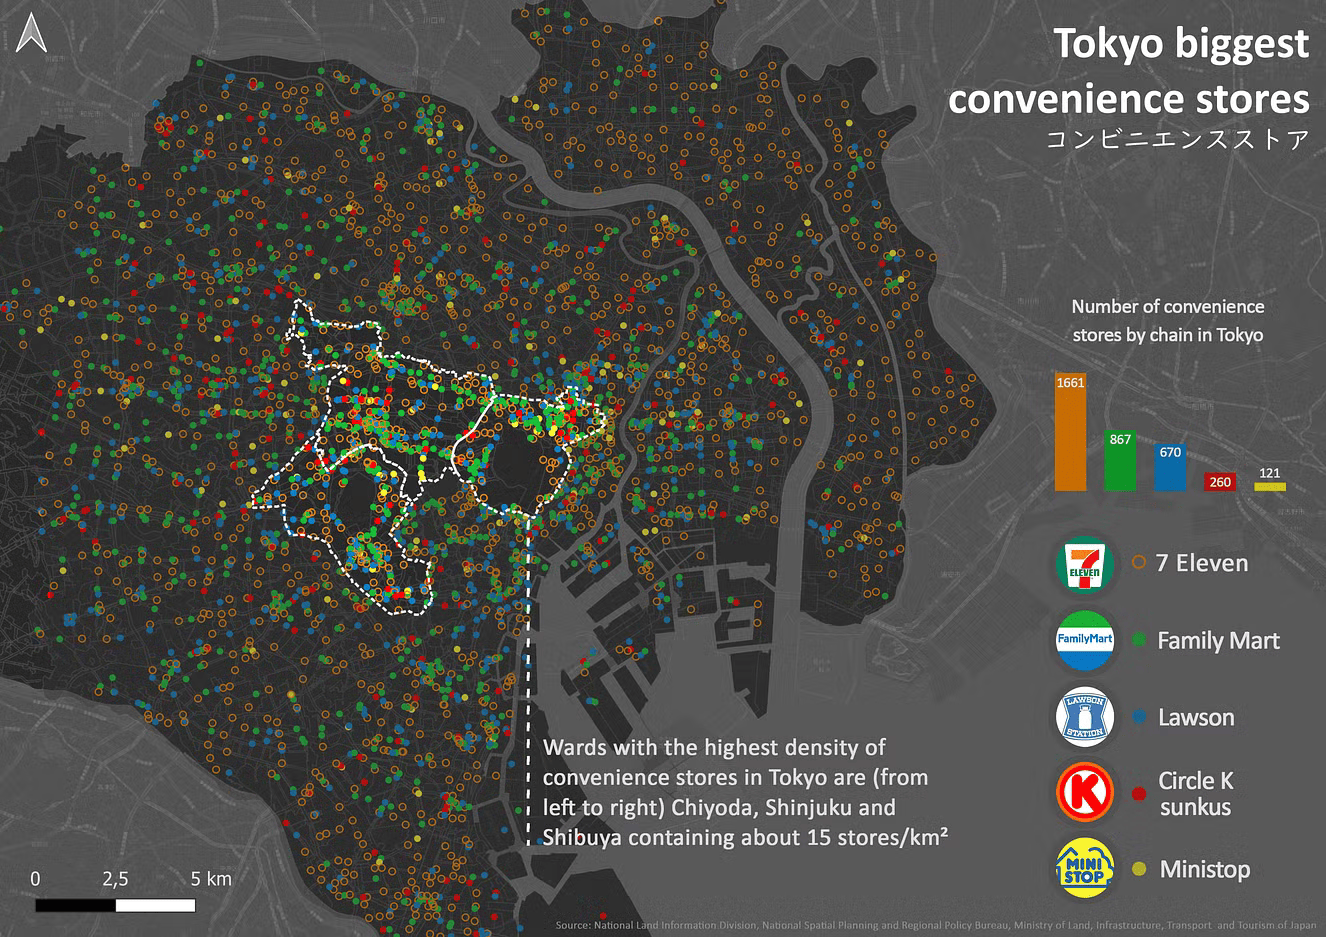 Tokyo biggest
convenience stores
コンビニエンスストア
Number of convenience
stores by chain in Tokyo
1661
867
670
260
121
7
ELEVEN
7 Eleven
FamilyMart
Family Mart
LAWSON
STATION
Lawson
K
Circle K
sunkus
MINI
STOP
Ministop
Wards with the highest density of
convenience stores in Tokyo are (from
left to right) Chiyoda, Shinjuku and
Shibuya containing about 15 stores/km²
0 2,5 5 km
Source: National Land Information Division, National Spatial Planning and Regional Policy Bureau, Ministry of Land, Infrastructure, Transport and Tourism of Japan